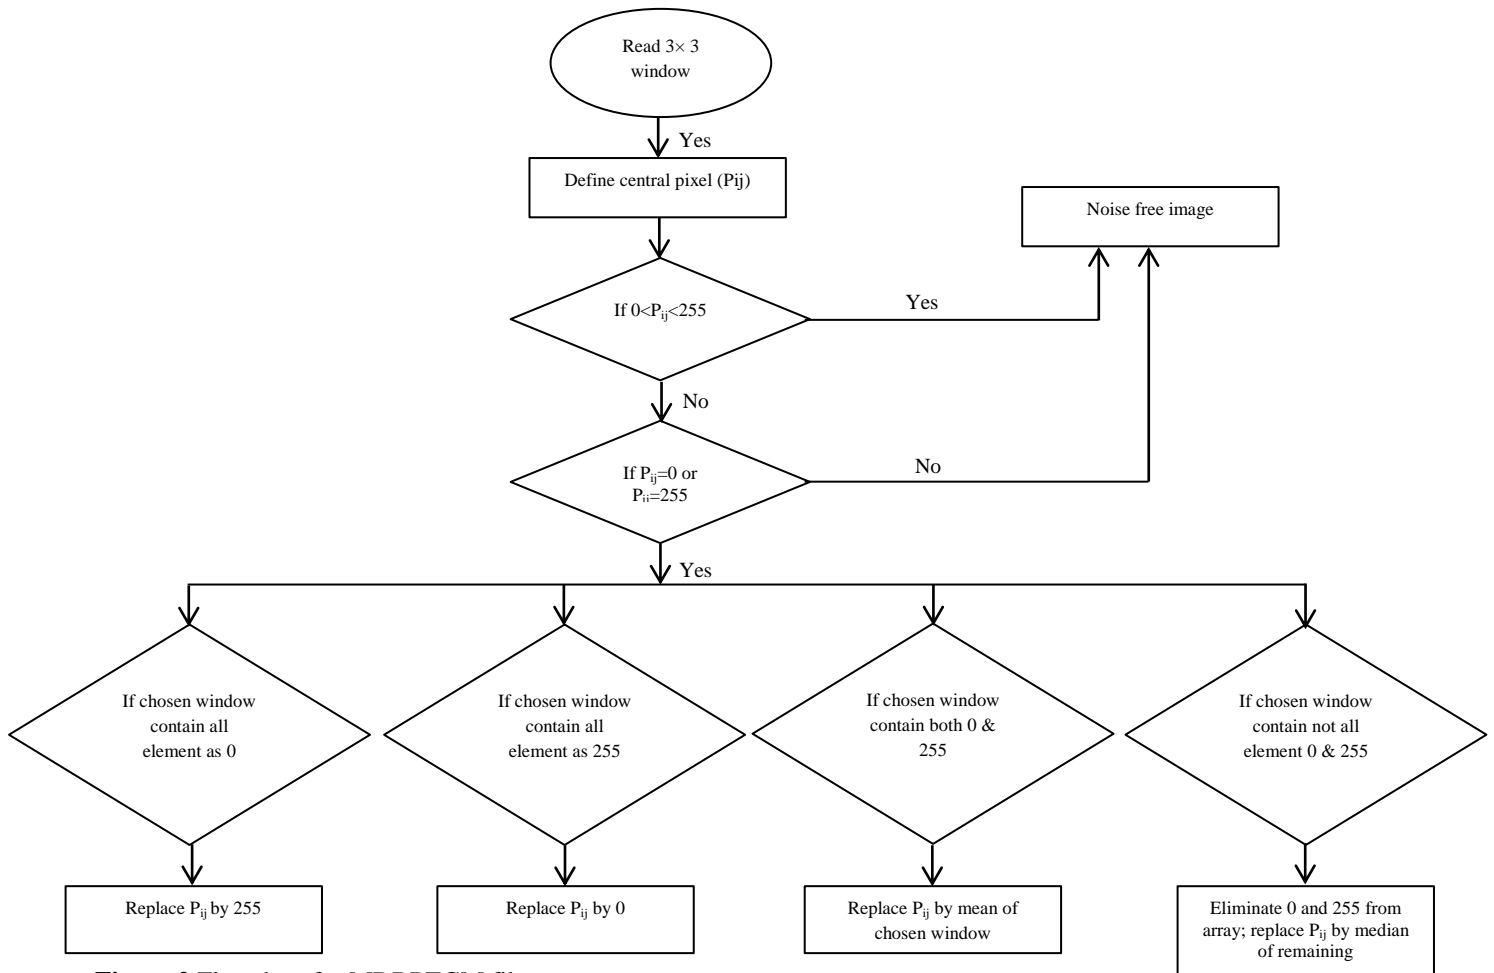 Read 3× 3
window
Yes
Define central pixel (Pij)
Noise free image
If 0<Pij<255
Yes
No
If Pij=0 or
Pij=255
No
Yes
If chosen window
contain all
element as 0
If chosen window
contain all
element as 255
If chosen window
contain both 0 &
255
If chosen window
contain not all
element 0 & 255
Replace Pij by 255
Replace Pij by 0
Replace Pij by mean of
chosen window
Eliminate 0 and 255 from
array; replace Pij by median
of remaining